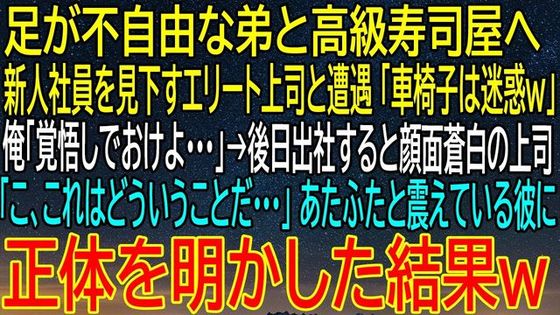 足が不自由な弟と高級寿司屋へ
新人社員を見下すエリート上司と遭遇「車椅子は迷惑w」
俺「覚悟しでおけよ…」→後日出社すると顔面蒼白の上司
「こ、これはどういうことだ…」あたふたと震えている彼に
正体を明かした結果w